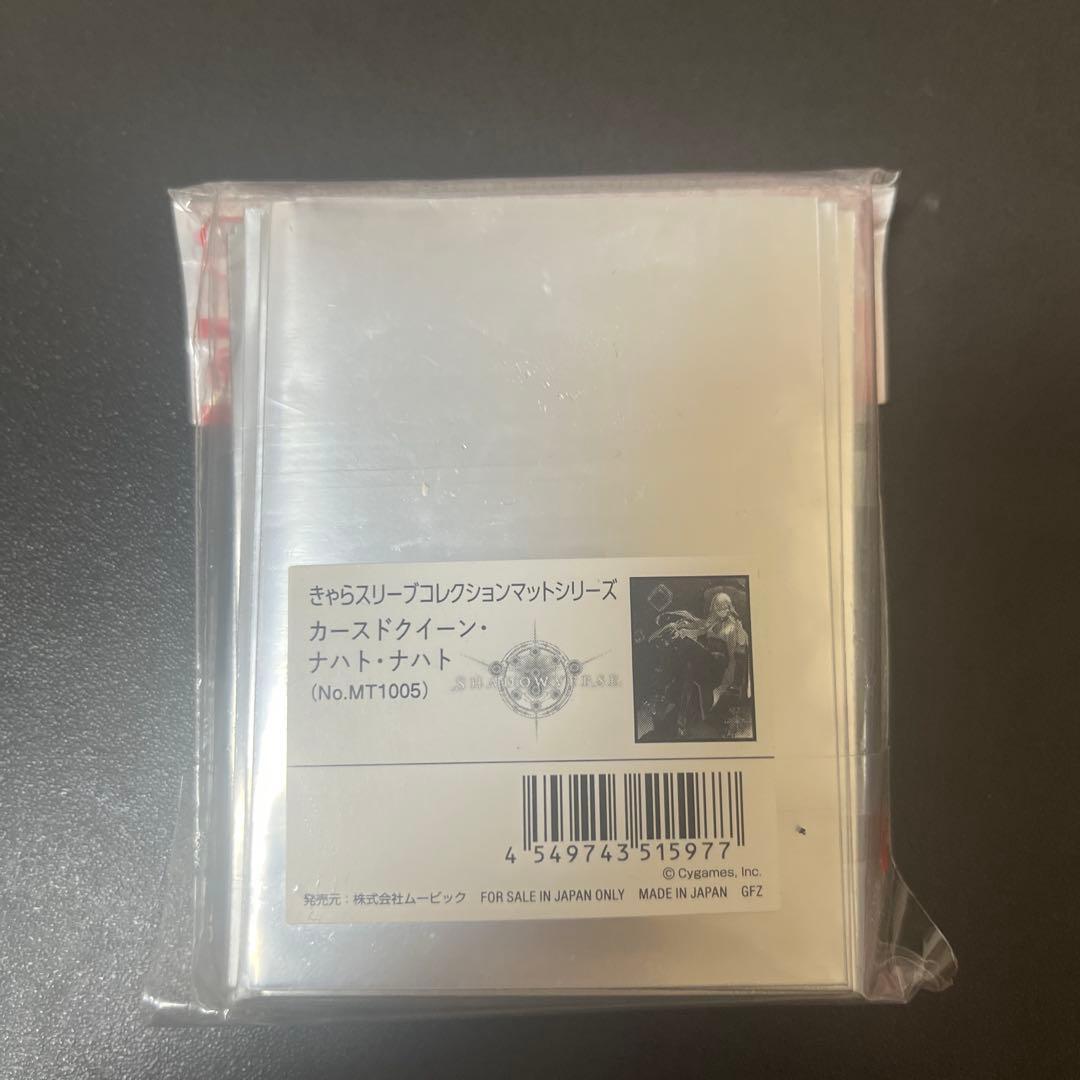 きゃらスリーブコレクションマットシリーズ
カースドクイーン・
ナハト・ナハト
(No.MT1005)
SHADOWVERSE
4 549743 515977
© Cygames, Inc.
発売元:株式会社ムービック FOR SALE IN JAPAN ONLY MADE IN JAPAN GFZ